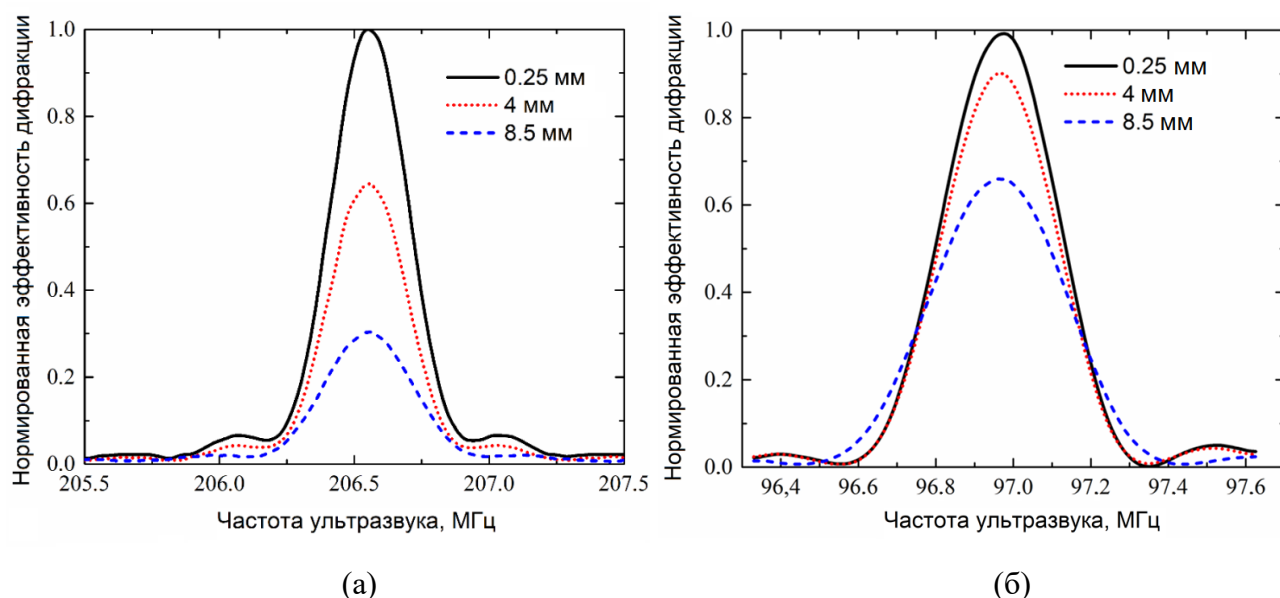 Нормированная эффективность дифракции
1.0
0.8
0.6
0.4
0.2
0.0
0.25 мм
4 мм
8.5 мм
205.5 206.0 206.5 207.0 207.5
Частота ультразвука, МГц
(а)
Нормированная эффективность дифракции
1.0
0.8
0.6
0.4
0.2
0.0
0.25 мм
4 мм
8.5 мм
96,4 96.6 96.8 97.0 97.2 97.4 97.6
Частота ультразвука, МГц
(б)